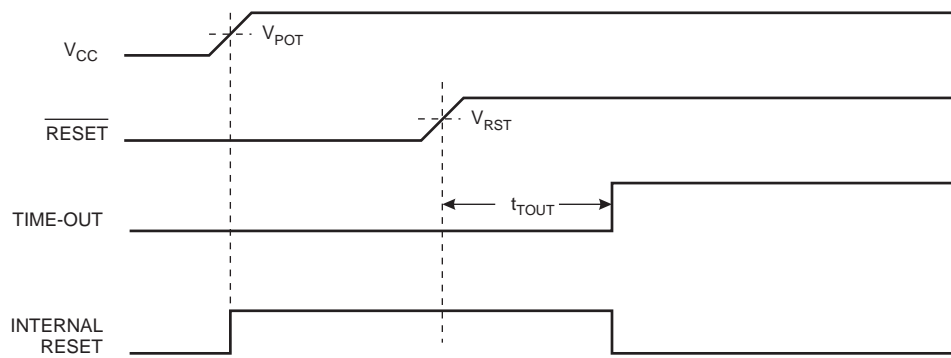 V_CC
V_POT
RESET
V_RST
TIME-OUT
t_TOUT
INTERNAL
RESET